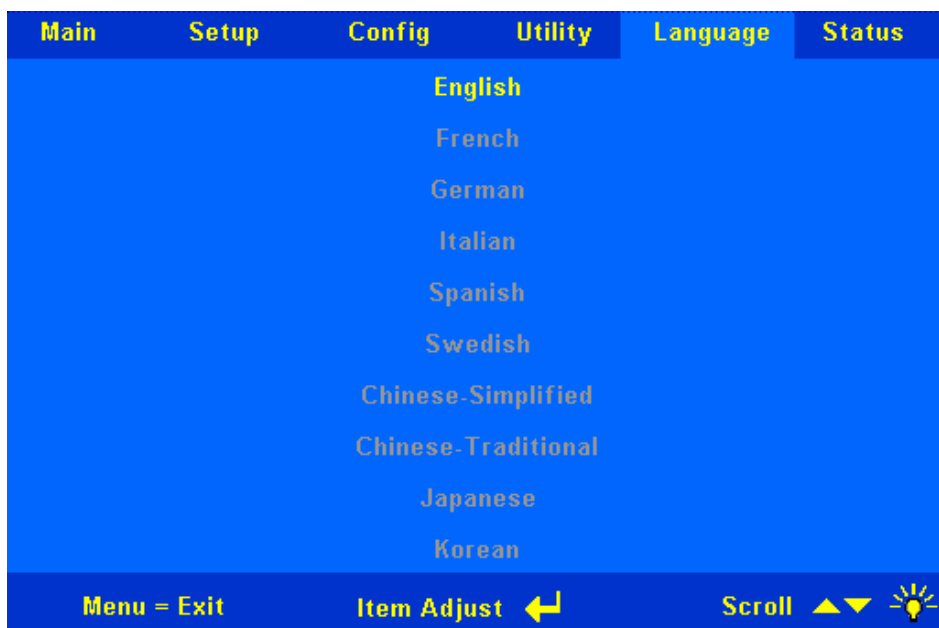 Main Setup Config Utility Language Status
English
French
German
Italian
Spanish
Swedish
Chinese-Simplified
Chinese-Traditional
Japanese
Korean
Menu = Exit Item Adjust Scroll